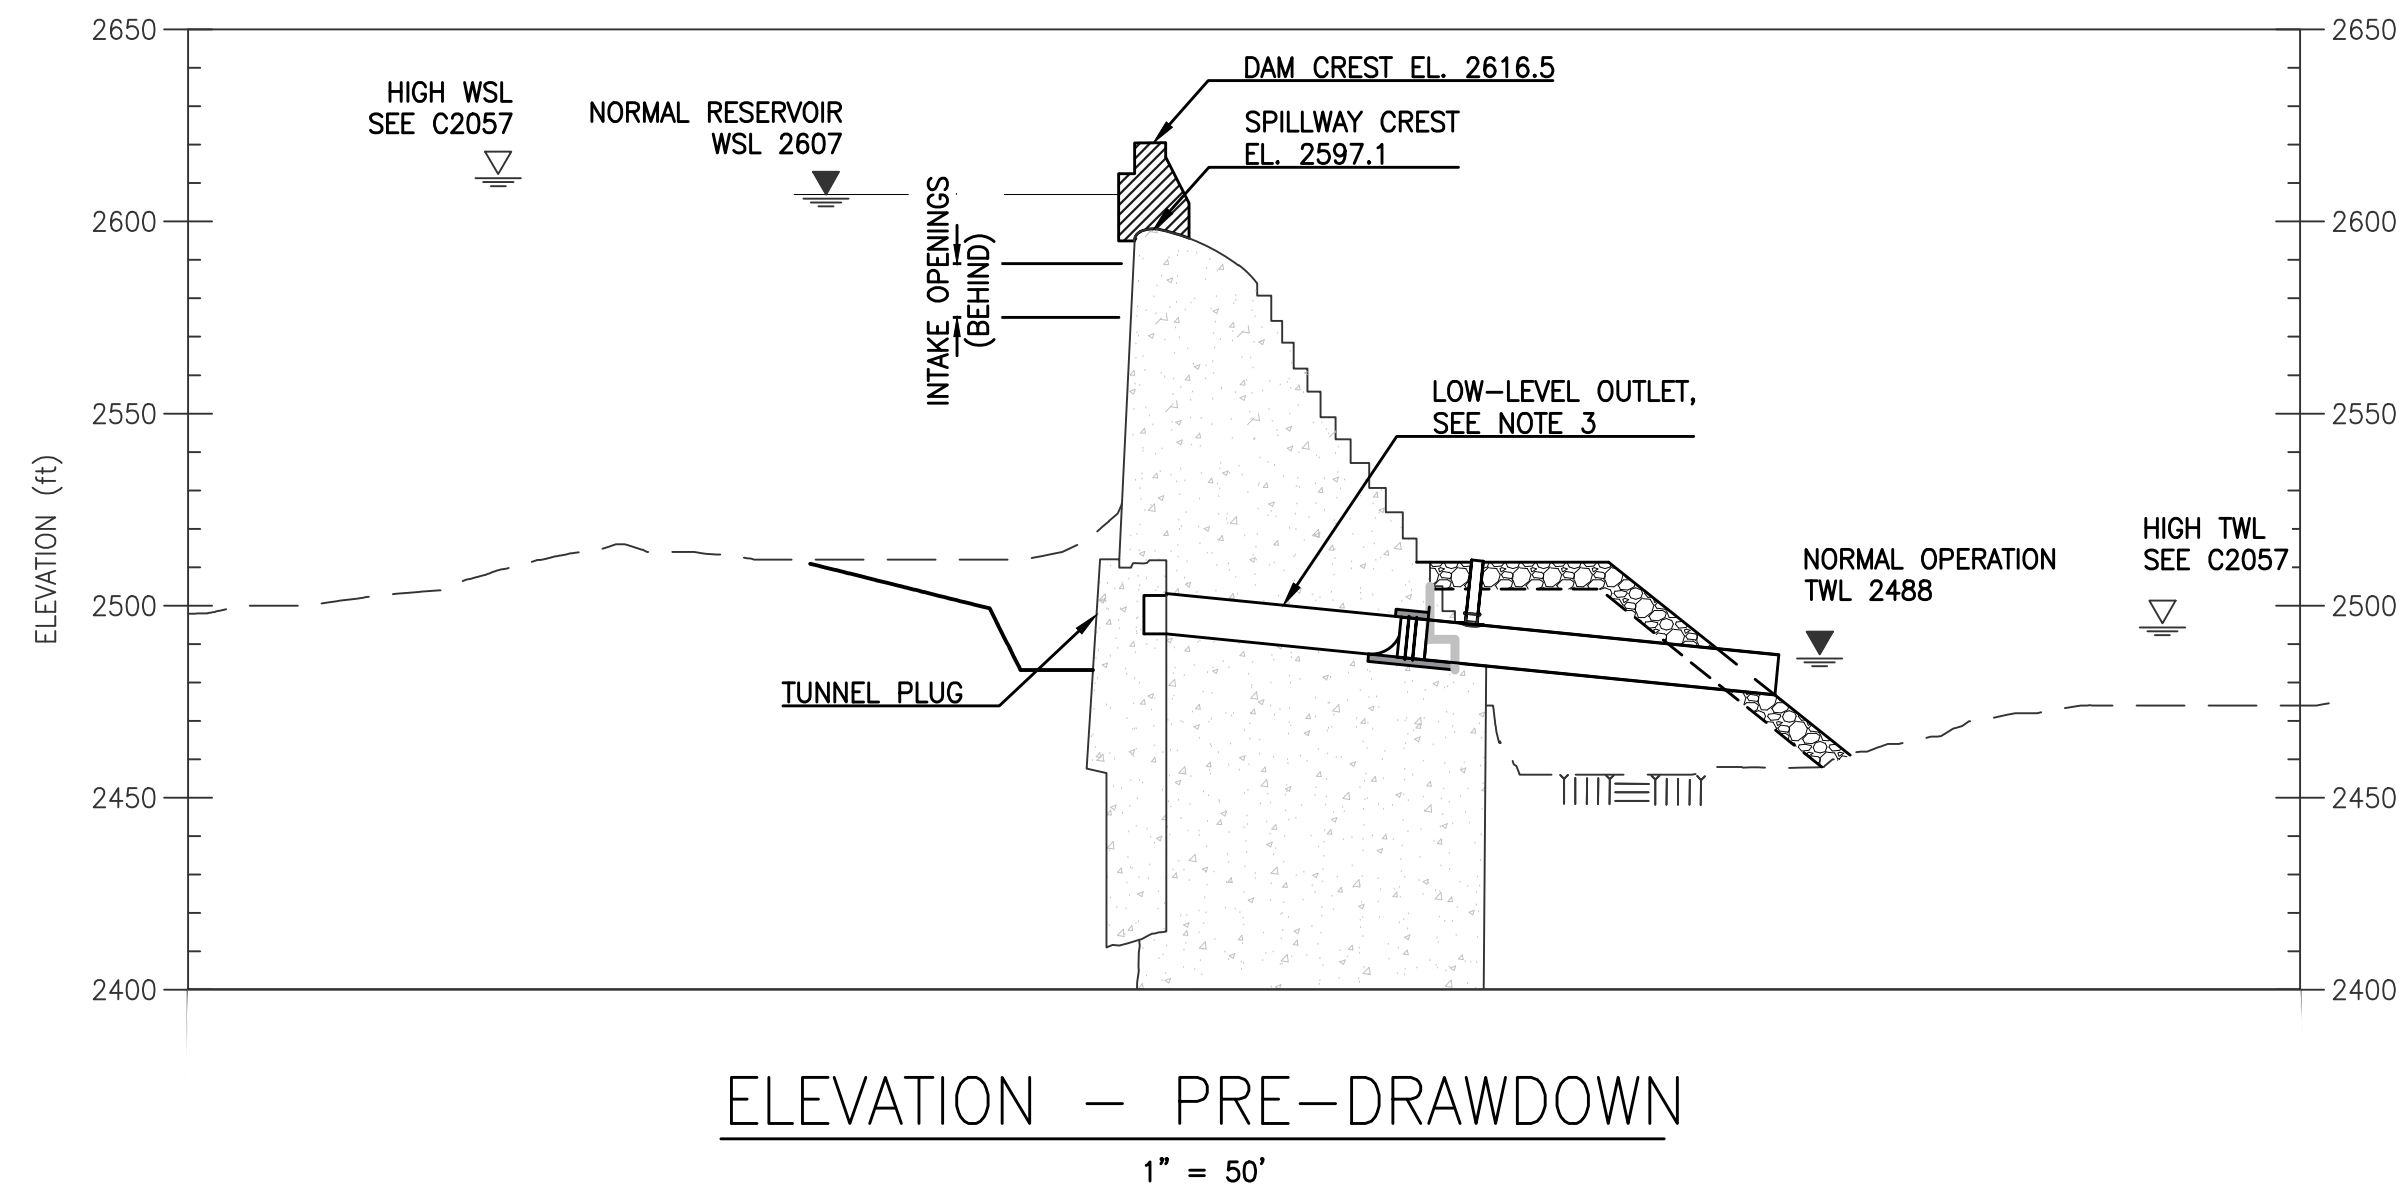 2650
2650
DAM CREST EL. 2616.5
HIGH WSL
SEE C2057
NORMAL RESERVOIR
WSL 2607
SPILLWAY CREST
EL. 2597.1
2600
2600
INTAKE OPENINGS
(BEHIND)
LOW-LEVEL OUTLET,
SEE NOTE 3
2550
2550
ELEVATION (ft)
HIGH TWL
SEE C2057
NORMAL OPERATION
TWL 2488
2500
2500
TUNNEL PLUG
2450
2450
2400
2400
ELEVATION - PRE-DRAWDOWN
1" = 50'